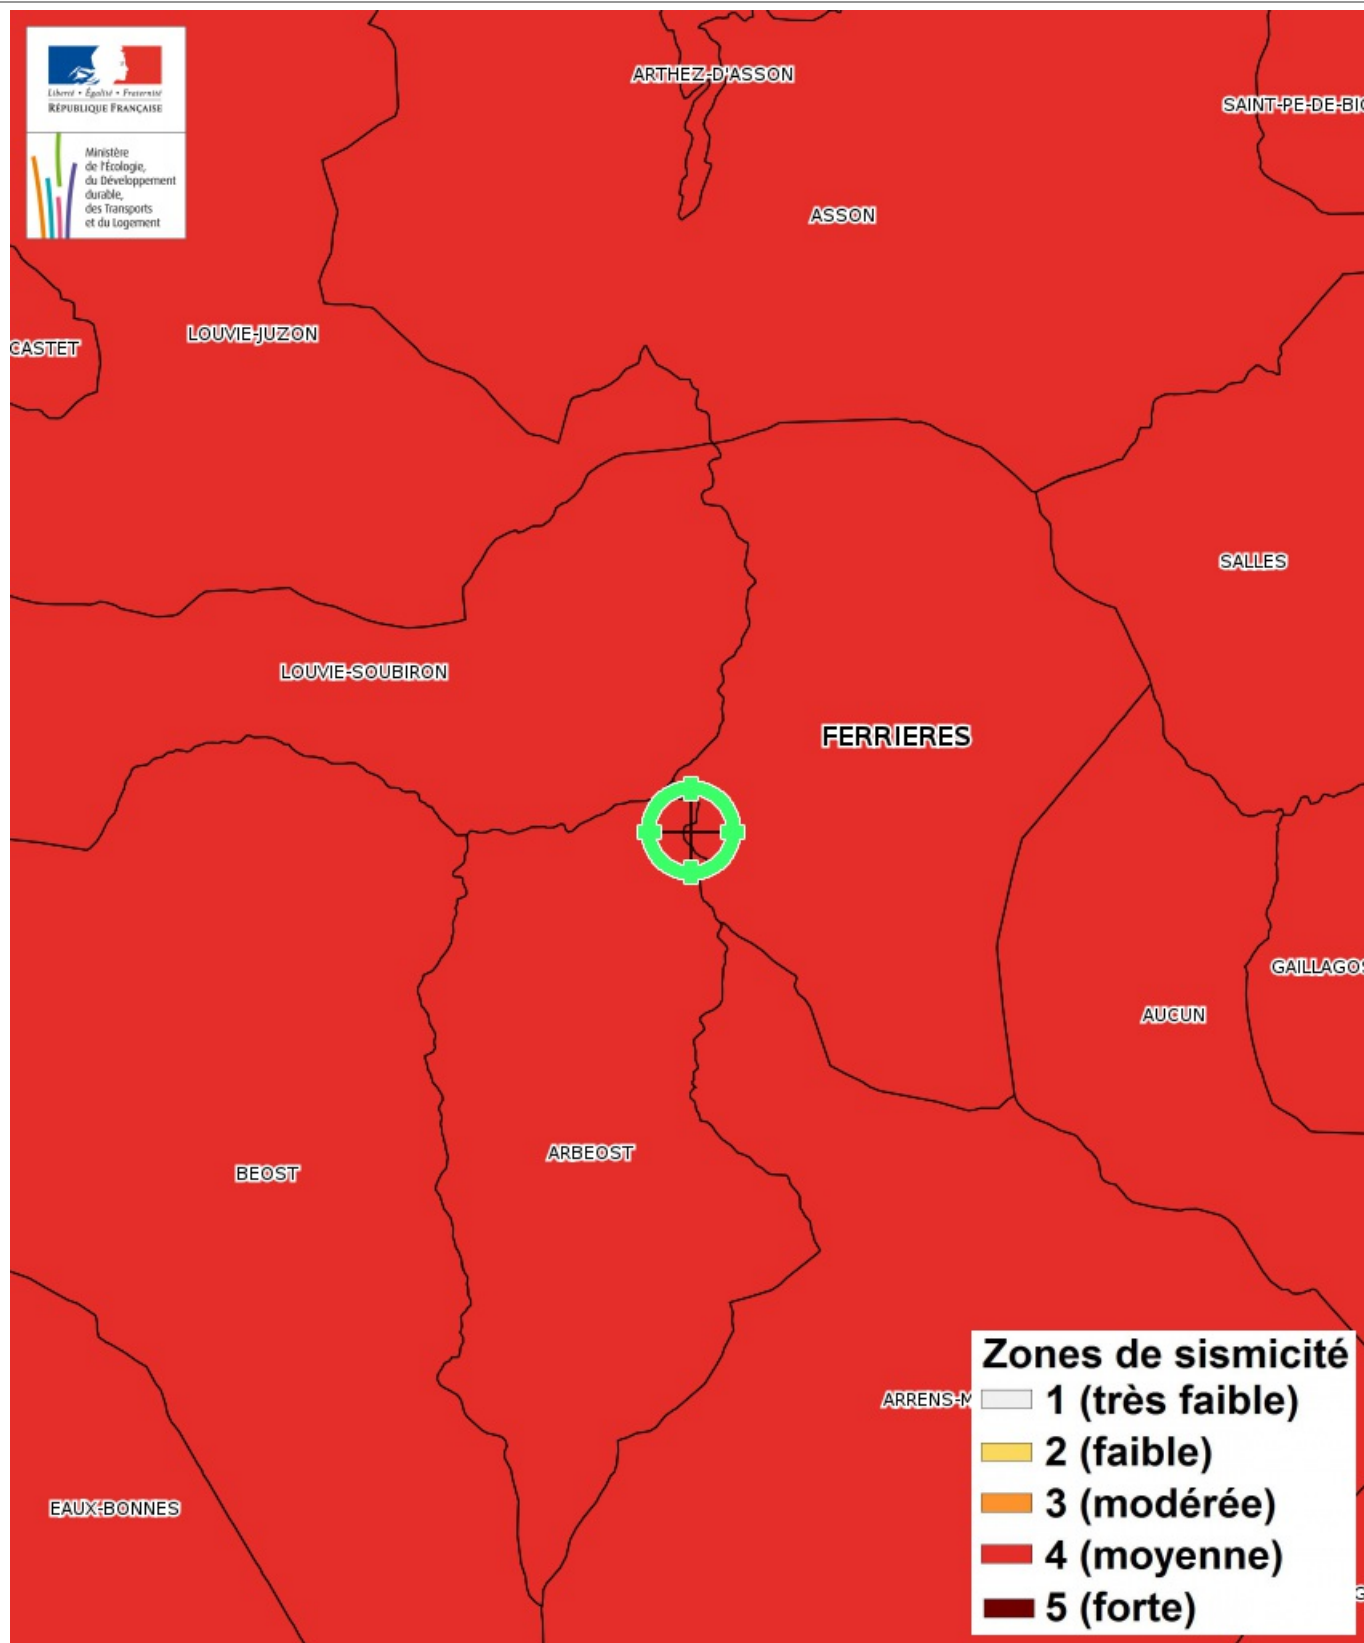 Liberté • Égalité • Fraternité
RÉPUBLIQUE FRANÇAISE
Ministère
de l'Écologie,
du Développement
durable,
des Transports
et du Logement
ARTHEZ-D'ASSON
SAINT-PE-DE-BIG
ASSON
LOUVIE-JUZON
CASTET
SALLES
LOUVIE-SOUBIRON
FERRIERES
GAILLAGOS
AUCUN
ARBEOST
BEOST
ARRENS-M
EAUX-BONNES
Zones de sismicité
1 (très faible)
2 (faible)
3 (modérée)
4 (moyenne)
5 (forte)